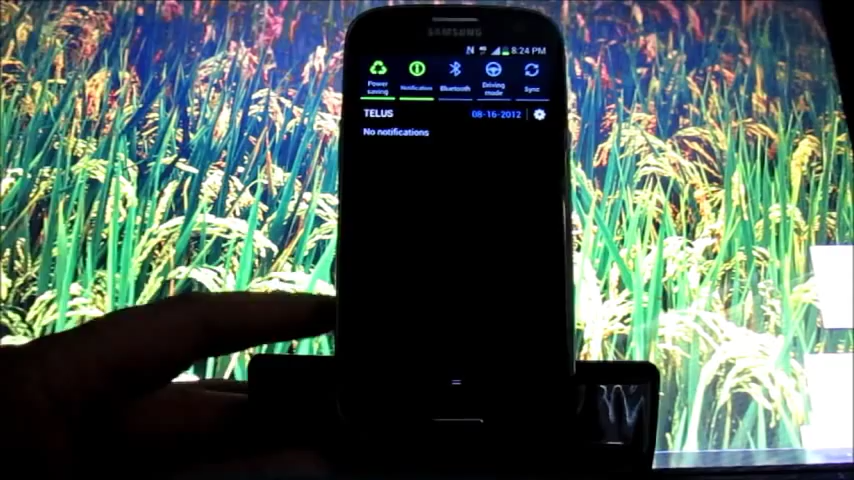 SAMSUNG
8:24 PM
Power saving
Notification
Bluetooth
Driving mode
Sync
TELUS 08-16-2012
No notifications